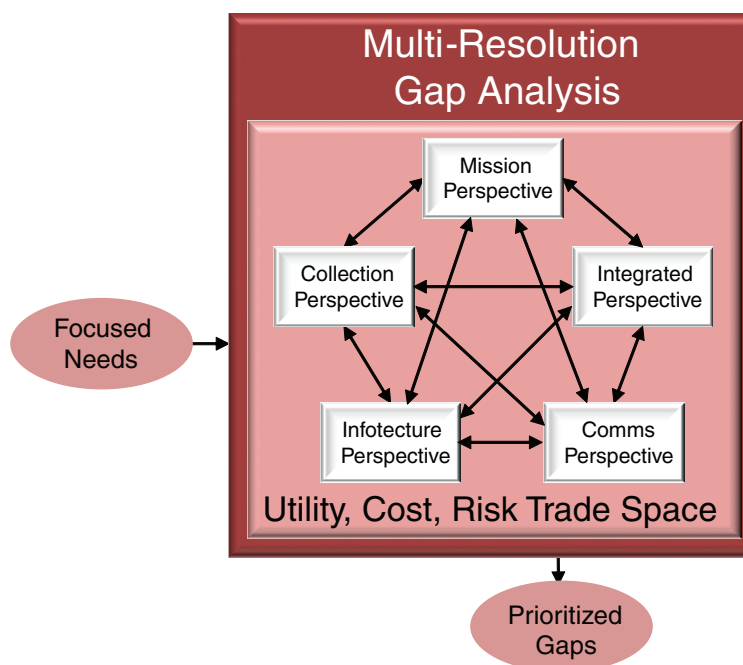 Multi-Resolution
Gap Analysis
Mission
Perspective
Collection
Perspective
Integrated
Perspective
Focused
Needs
Infotecture
Perspective
Comms
Perspective
Utility, Cost, Risk Trade Space
Prioritized
Gaps